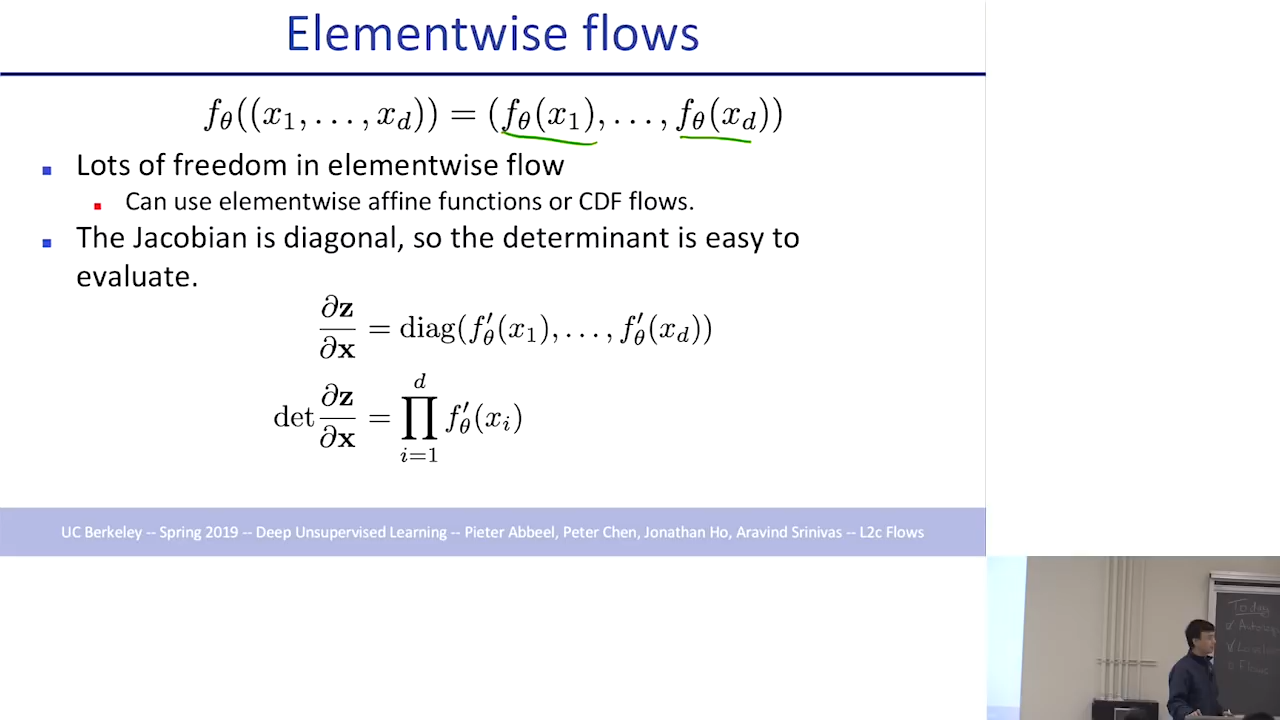 Elementwise flows
f_θ((x_1, . . . , x_d)) = (f_θ(x_1), . . . , f_θ(x_d))
Lots of freedom in elementwise flow
Can use elementwise affine functions or CDF flows.
The Jacobian is diagonal, so the determinant is easy to
evaluate.
∂z/∂x = diag(f′_θ(x_1), . . . , f′_θ(x_d))
det ∂z/∂x = ∏_{i=1}^{d} f′_θ(x_i)
UC Berkeley -- Spring 2019 -- Deep Unsupervised Learning -- Pieter Abbeel, Peter Chen, Jonathan Ho, Aravind Srinivas -- L2c Flows
Today